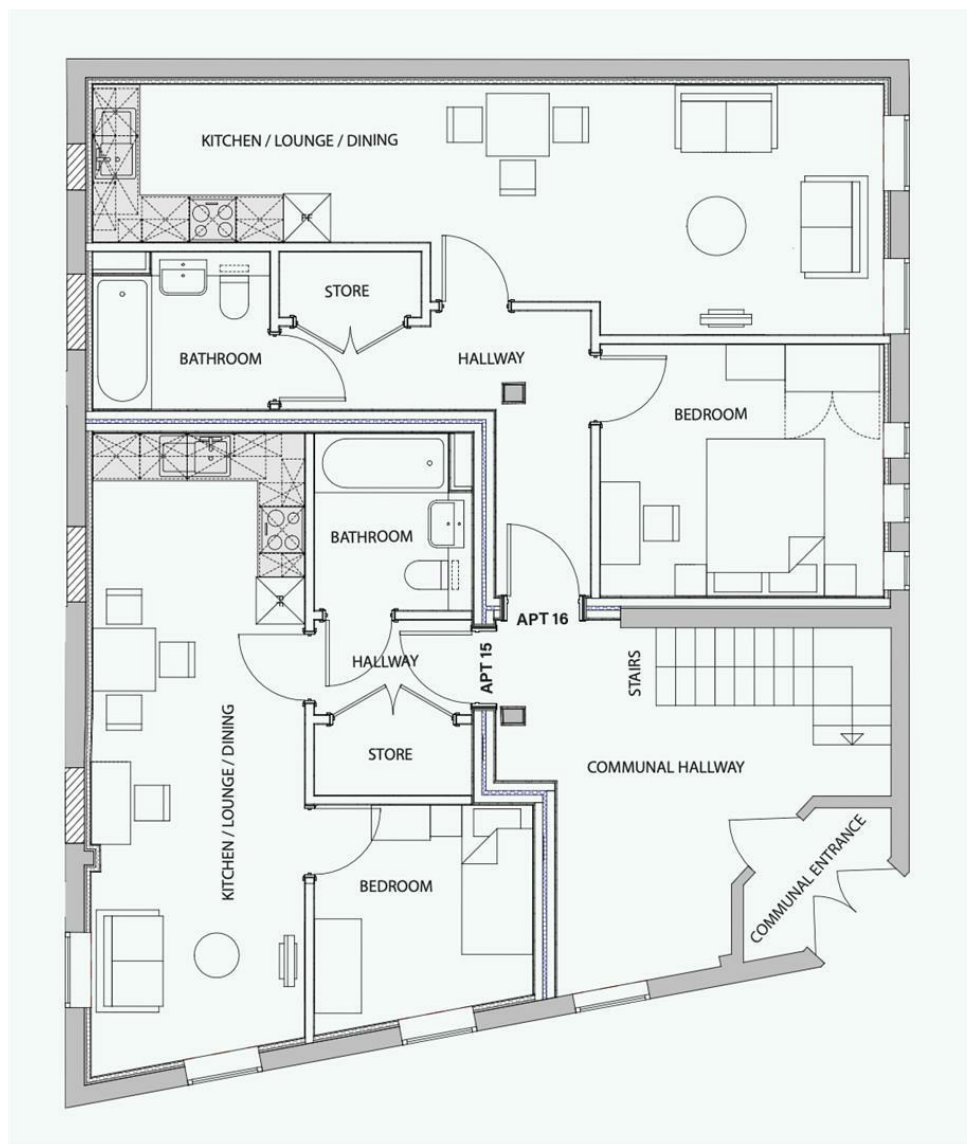 KITCHEN / LOUNGE / DINING
STORE
BATHROOM
HALLWAY
BEDROOM
BATHROOM
APT 16
HALLWAY
APT 15
STAIRS
STORE
COMMUNAL HALLWAY
KITCHEN / LOUNGE / DINING
BEDROOM
COMMUNAL ENTRANCE